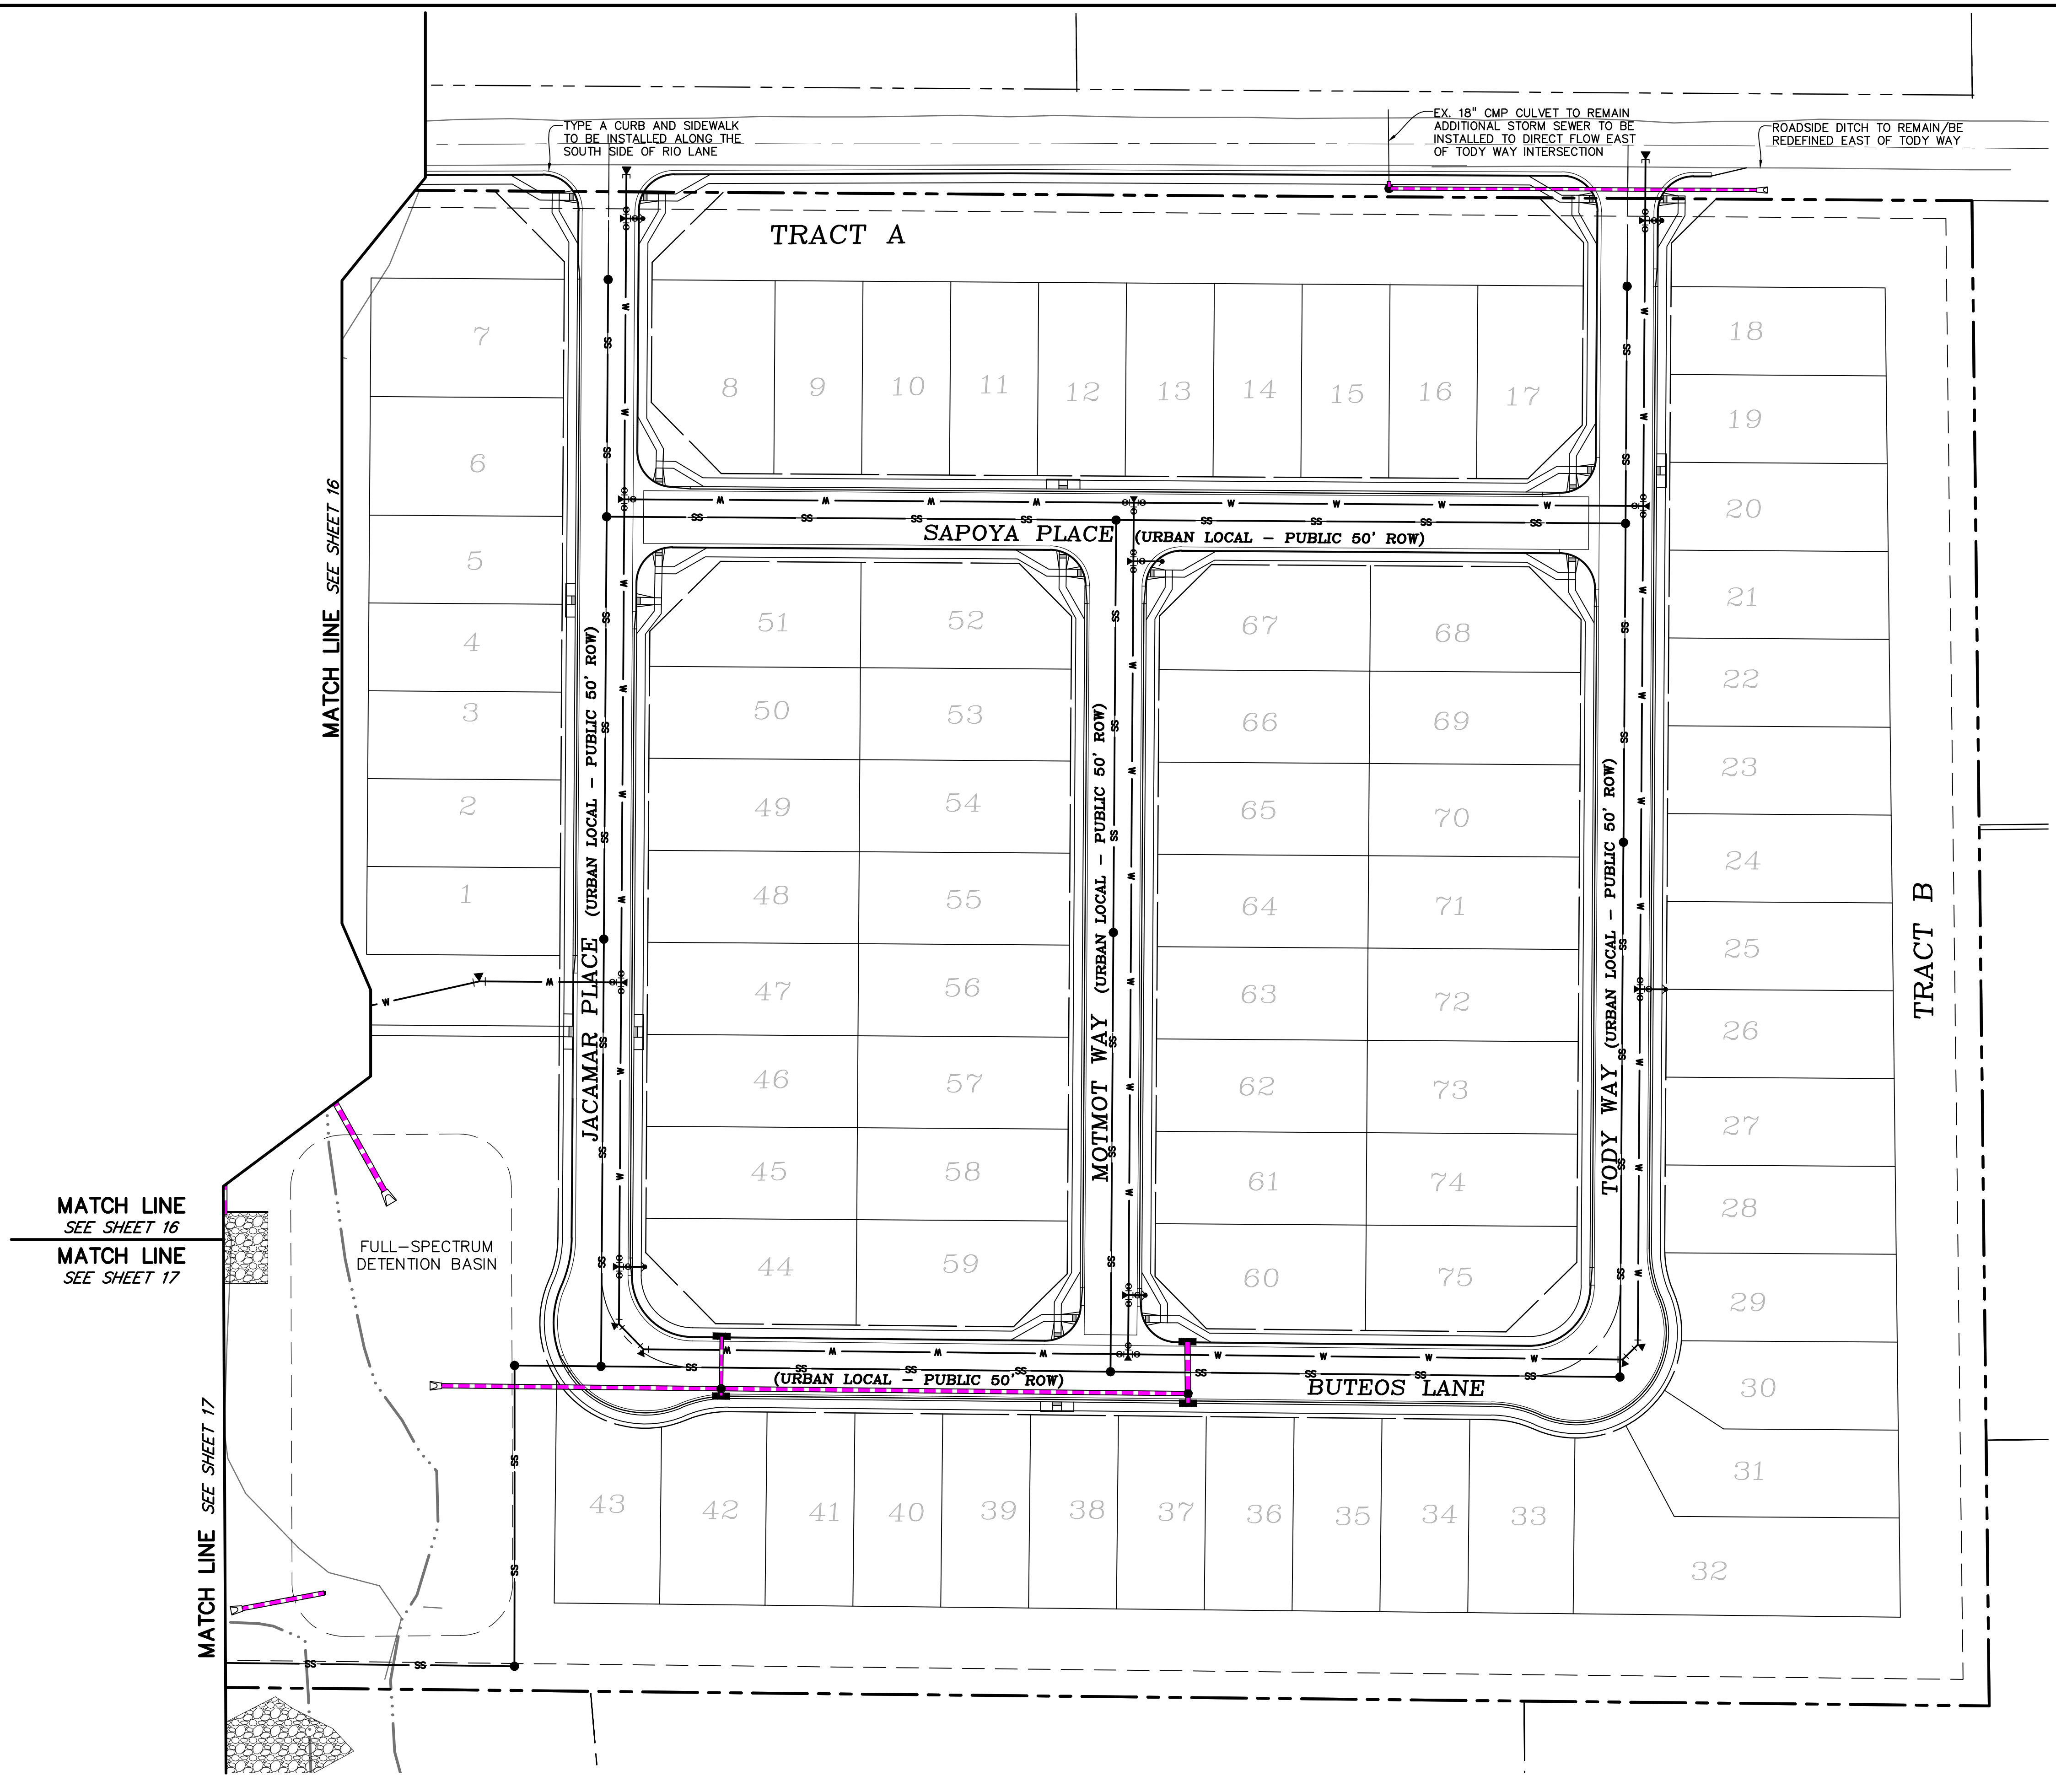 TYPE A CURB AND SIDEWALK
TO BE INSTALLED ALONG THE
SOUTH SIDE OF RIO LANE
EX. 18" CMP CULVET TO REMAIN
ADDITIONAL STORM SEWER TO BE
INSTALLED TO DIRECT FLOW EAST
OF TODY WAY INTERSECTION
ROADSIDE DITCH TO REMAIN/BE
REDEFINED EAST OF TODY WAY
TRACT A
7
6
5
4
3
2
1
8 9 10 11 12 13 14 15 16 17
18
19
20
21
22
23
24
25
26
27
28
29
30
31
32
TRACT B
MATCH LINE SEE SHEET 16
SAPOYA PLACE (URBAN LOCAL - PUBLIC 50' ROW)
JACAMAR PLACE (URBAN LOCAL - PUBLIC 50' ROW)
51 52
50 53
49 54
48 55
47 56
46 57
45 58
44 59
MOTMOT WAY (URBAN LOCAL - PUBLIC 50' ROW)
67 68
66 69
65 70
64 71
63 72
62 73
61 74
60 75
TODY WAY (URBAN LOCAL - PUBLIC 50' ROW)
MATCH LINE
SEE SHEET 16
MATCH LINE
SEE SHEET 17
FULL-SPECTRUM
DETENTION BASIN
(URBAN LOCAL - PUBLIC 50' ROW)
BUTEOS LANE
43 42 41 40 39 38 37 36 35 34 33
MATCH LINE SEE SHEET 17
W
SS